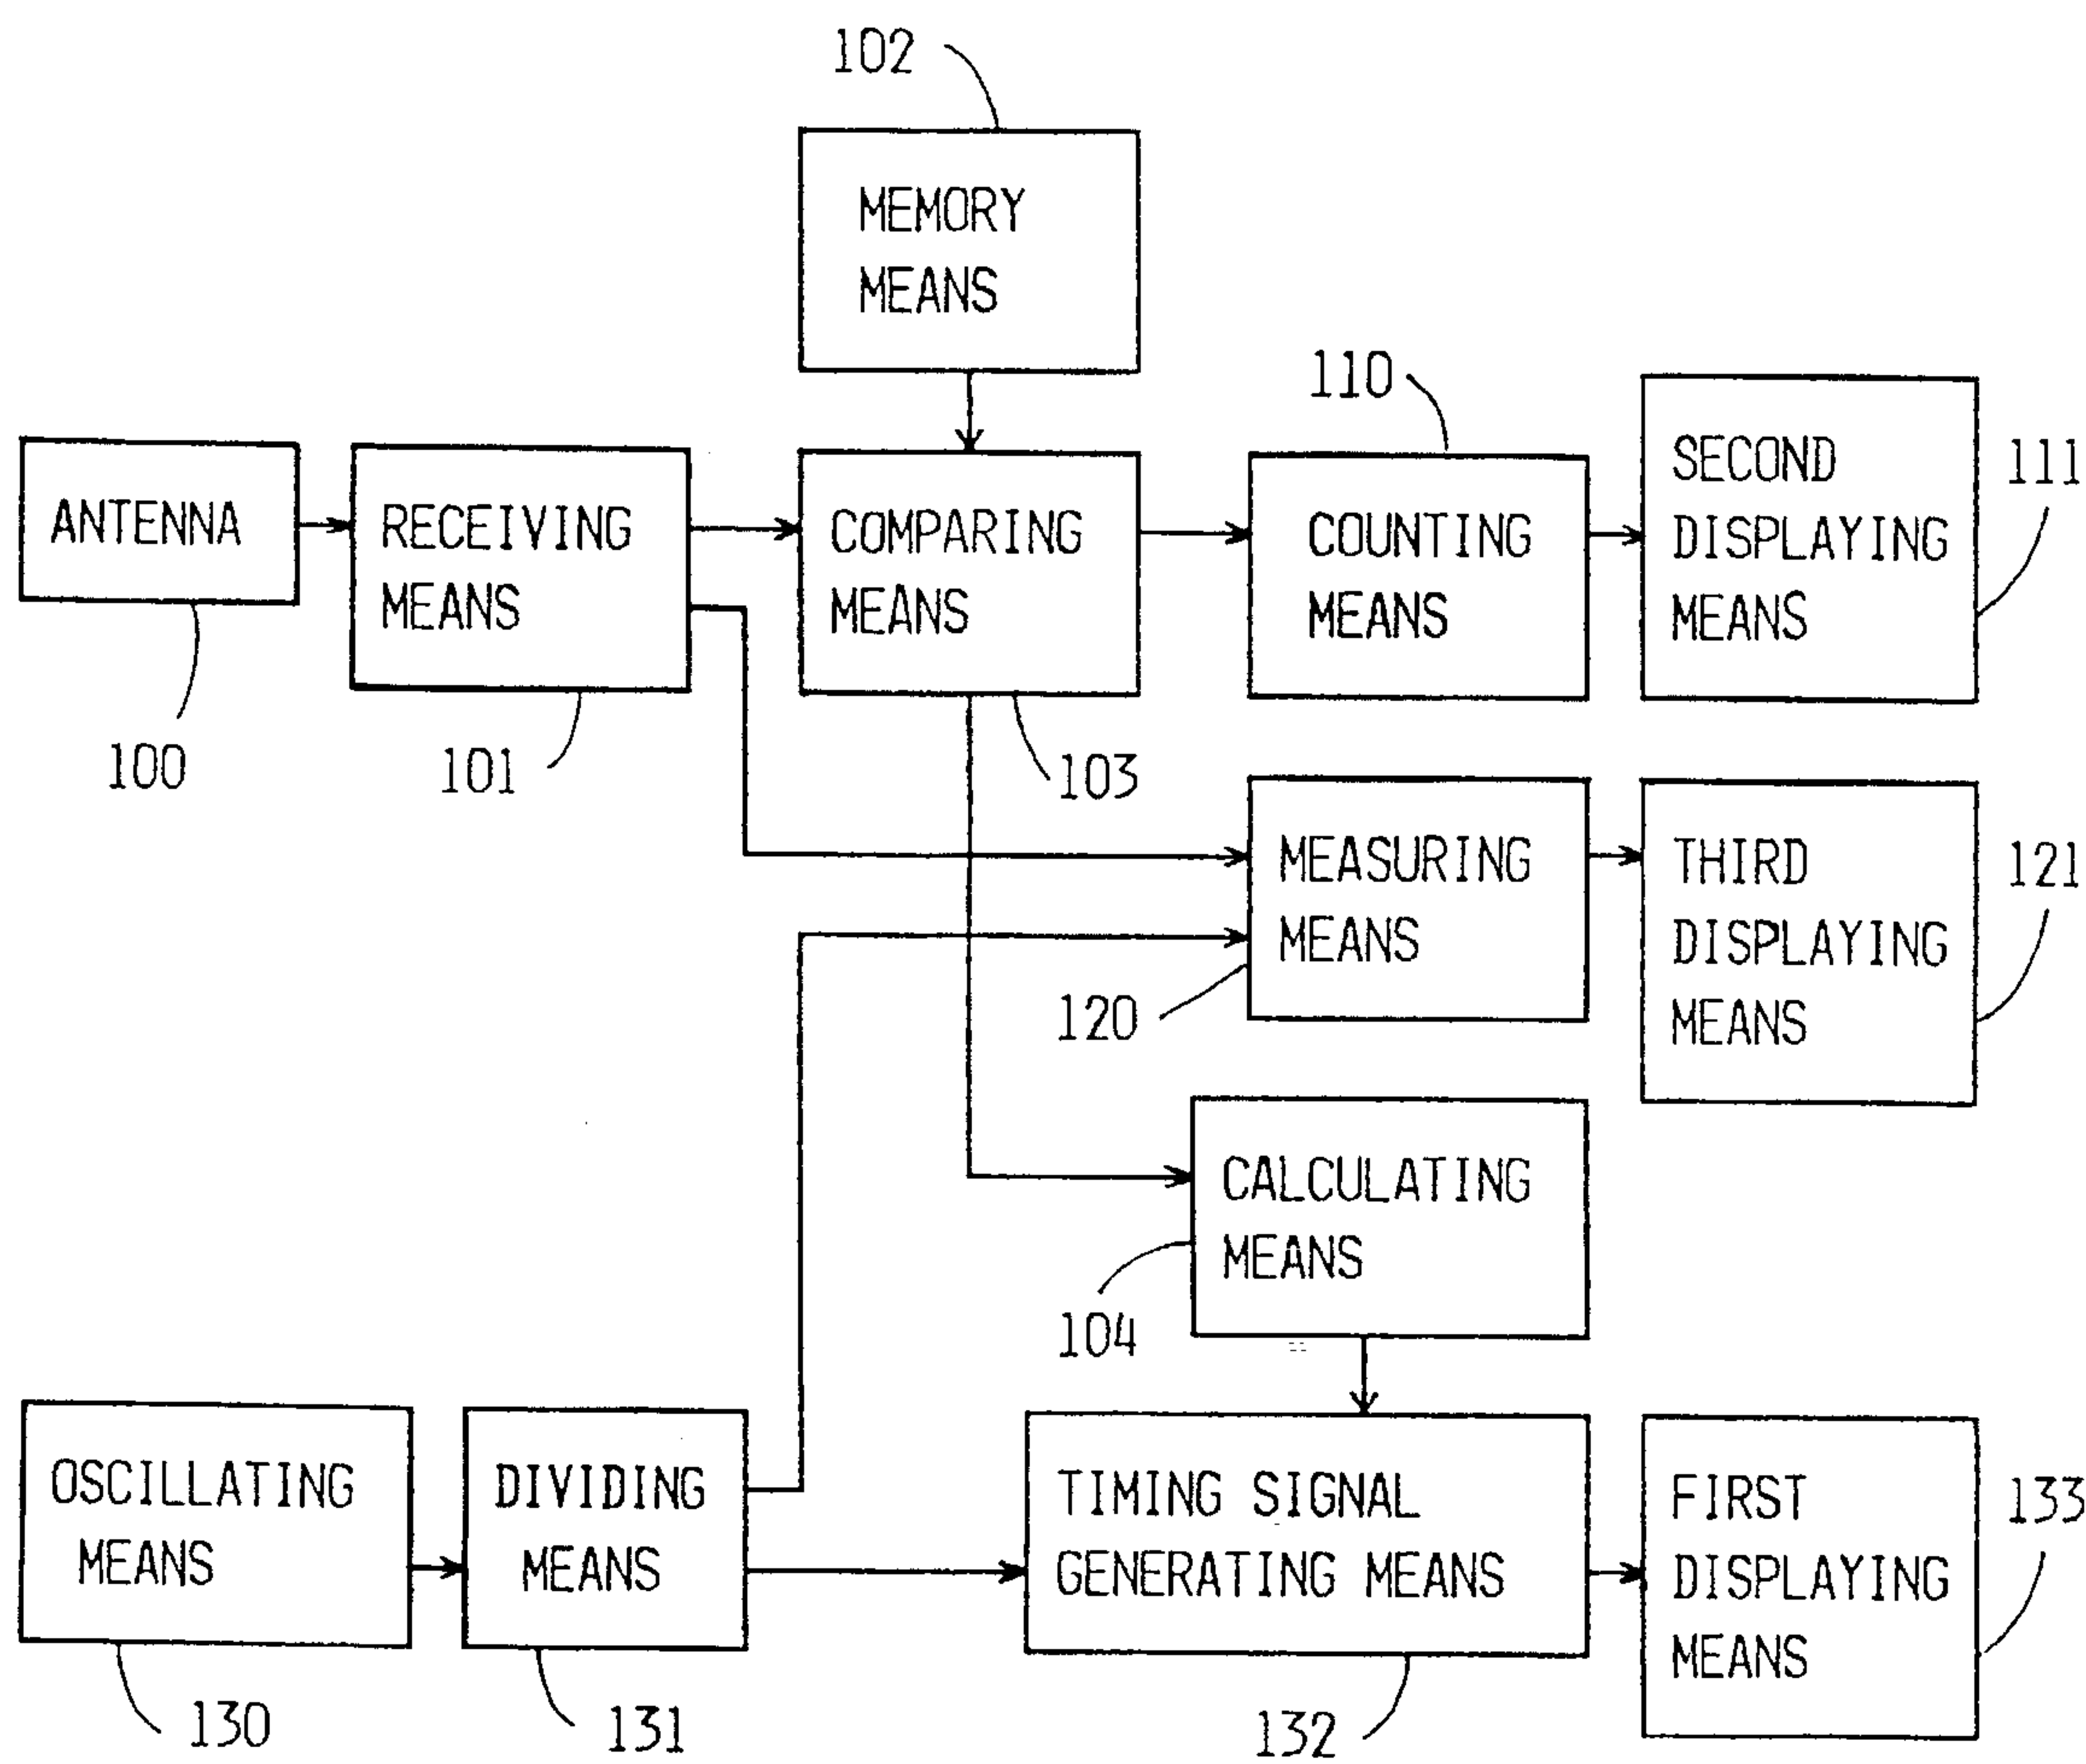 102
MEMORY
MEANS
110
SECOND
DISPLAYING
MEANS
111
ANTENNA
RECEIVING
MEANS
COMPARING
MEANS
COUNTING
MEANS
100
101
103
MEASURING
MEANS
THIRD
DISPLAYING
MEANS
121
120
CALCULATING
MEANS
104
OSCILLATING
MEANS
DIVIDING
MEANS
TIMING SIGNAL
GENERATING MEANS
FIRST
DISPLAYING
MEANS
133
130
131
132